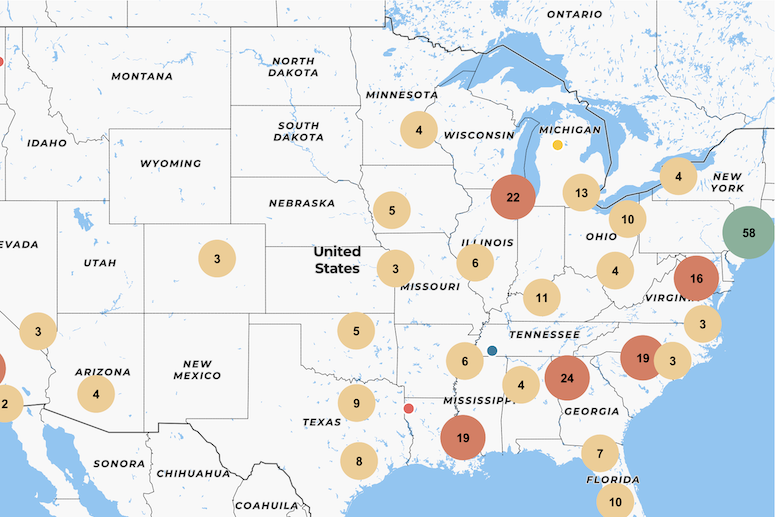 ONTARIO
MONTANA
NORTH
DAKOTA
MINNESOTA
4
WISCONSIN
MICHIGAN
SOUTH
DAKOTA
IDAHO
WYOMING
4
NEW
YORK
22
13
NEBRASKA
5
10
OHIO
58
EVADA
UTAH
3
United
States
ILLINOIS
3
6
4
16
MISSOURI
VIRGIN
11
3
5
TENNESSEE
3
ARIZONA
4
NEW
MEXICO
6
4
24
19
3
2
9
MISSISSIPP
GEORGIA
TEXAS
19
8
7
SONORA
CHIHUAHUA
FLORIDA
COAHUILA
10